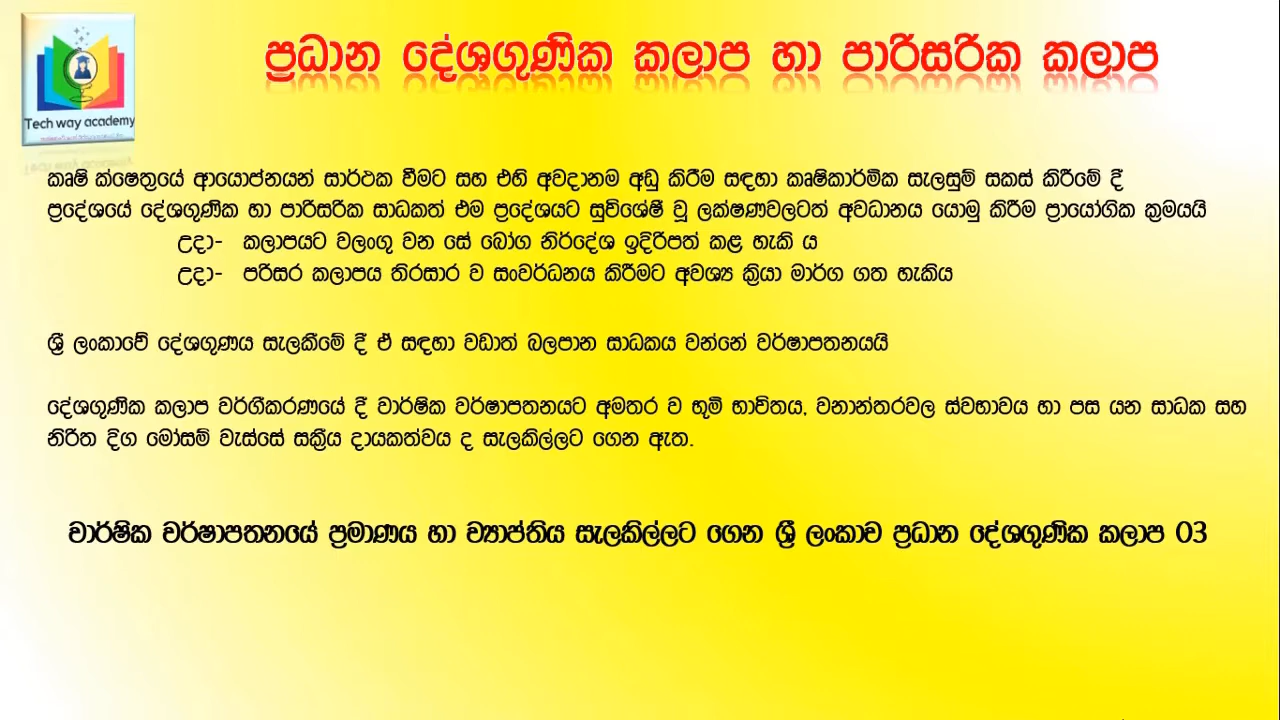 ප්‍රධාන දේශගුණික කලාප හා පාරිසරික කලාප
Tech way academy
කෘෂි ක්ෂෙත්‍රයේ ආයෝප්නයන් සාර්ථක වීමට සහ එහි අවදානම අඩු කිරීම සඳහා කෘෂිකාර්මික සැලසුම් සකස් කිරීමේ දී
ප්‍රදේශයේ දේශගුණික හා පාරිසරික සාධකත් එම ප්‍රදේශයට සුවිශේෂී වූ ලක්ෂණවලටත් අවධානය යොමු කිරීම ප්‍රායෝගික ක්‍රමයයි
උදා- කලාපයට වලංගු වන සේ බෝග නිර්දේශ ඉදිරිපත් කළ හැකි ය
උදා- පරිසර කලාපය තිරසාර ව සංවර්ධනය කිරීමට අවශ්‍ය ක්‍රියා මාර්ග ගත හැකිය
ශ්‍රී ලංකාවේ දේශගුණය සැලකීමේ දී ඒ සඳහා වඩාත් බලපාන සාධකය වන්නේ වර්ෂාපතනයයි
දේශගුණික කලාප වර්ගීකරණයේ දී වාර්ෂික වර්ෂාපතනයට අමතර ව භූමි භාවිතය, වනාන්තරවල ස්වභාවය හා පස යන සාධක සහ
නිරිත දිග මෝසම් වැස්සේ සක්‍රීය දායකත්වය ද සැලකිල්ලට ගෙන ඇත.
වාර්ෂික වර්ෂාපතනයේ ප්‍රමාණය හා ව්‍යාප්තිය සැලකිල්ලට ගෙන ශ්‍රී ලංකාව ප්‍රධාන දේශගුණික කලාප 03